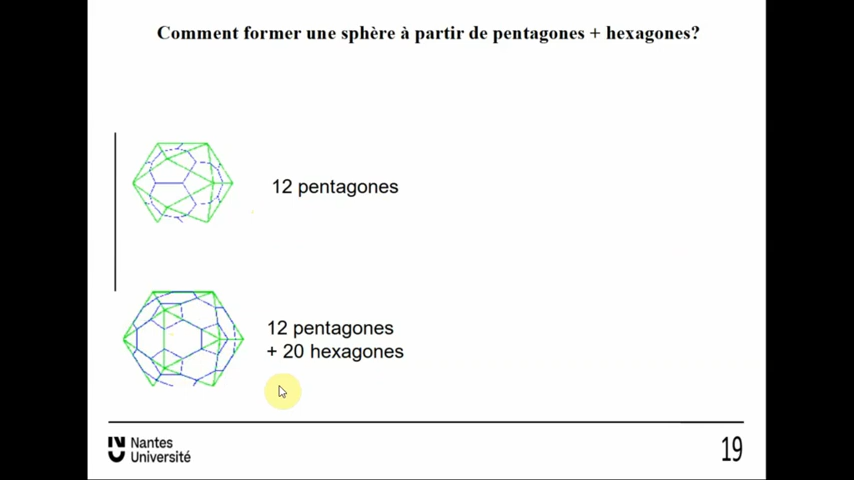 Comment former une sphère à partir de pentagones + hexagones?
12 pentagones
12 pentagones
+ 20 hexagones
Nantes
Université
19